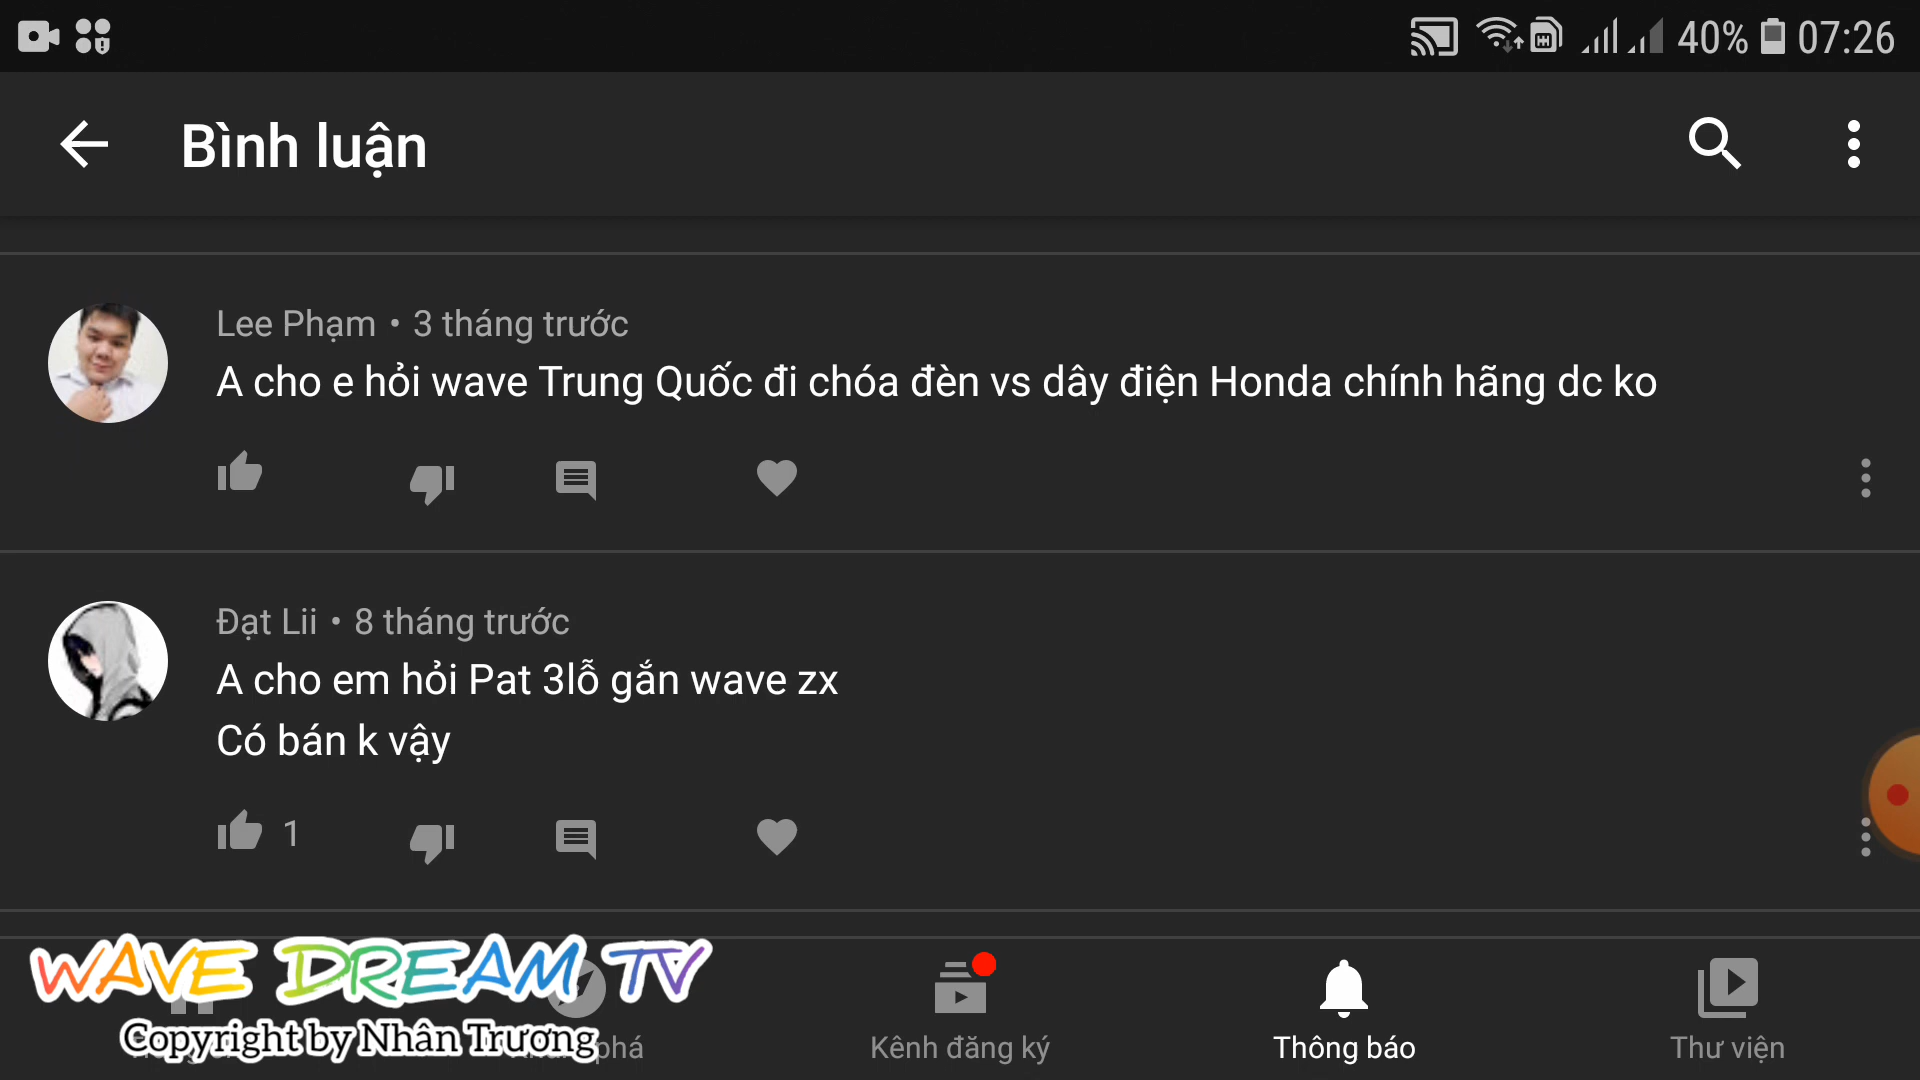 40% 07:26
Bình luận
Lee Phạm • 3 tháng trước
A cho e hỏi wave Trung Quốc đi chóa đèn vs dây điện Honda chính hãng dc ko
Đạt Lii • 8 tháng trước
A cho em hỏi Pat 3lỗ gắn wave zx
Có bán k vậy
1
WAVE DREAM TV
Copyright by Nhân Trương
phá
Kênh đăng ký
Thông báo
Thư viện